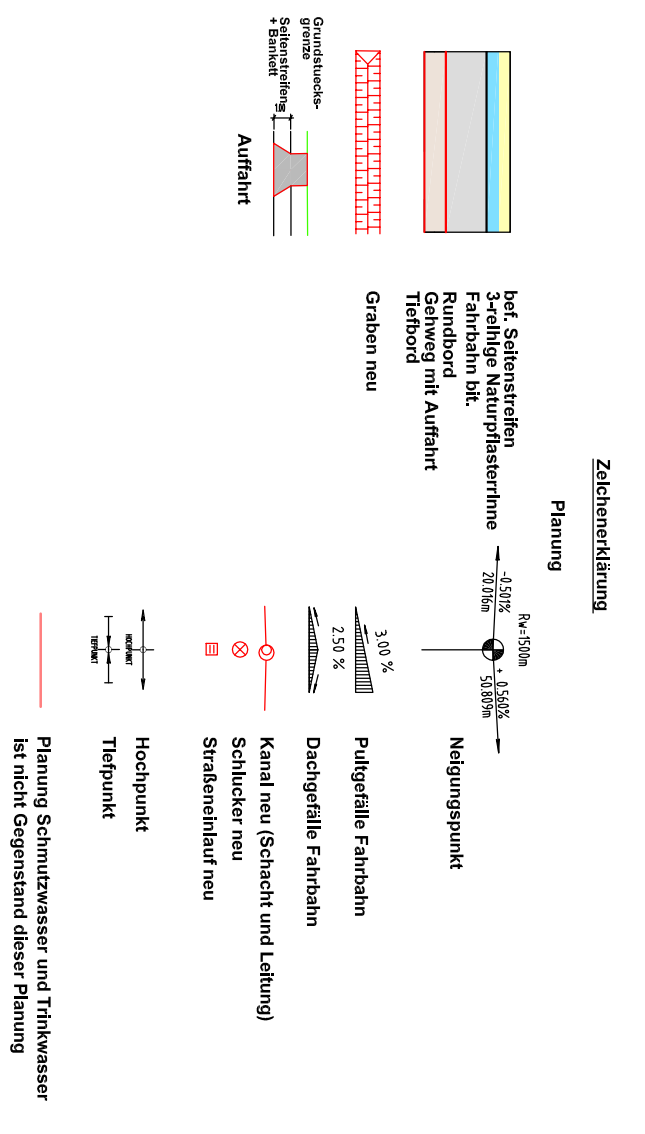 Zeichenerklärung
Planung
bef. Seitenstreifen
3-reihige Naturpflasterrinne
Fahrbahn bit.
Rundbord
Gehweg mit Auffahrt
Tiefbord
Graben neu
Grundstuecks-
grenze
Seitenstreifen
+ Bankett
Auffahrt
Rw=1500m
-0.501%
20.016m
+ 0.560%
50.809m
Neigungspunkt
3.00 %
Pultgefälle Fahrbahn
2.50 %
Dachgefälle Fahrbahn
Kanal neu (Schacht und Leitung)
Schlucker neu
Straßeneinlauf neu
HOCHPUNKT
Hochpunkt
TIEFPUNKT
Tiefpunkt
Planung Schmutzwasser und Trinkwasser
ist nicht Gegenstand dieser Planung